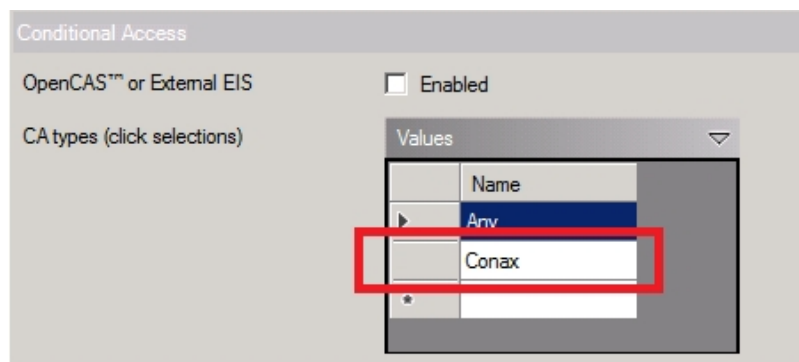 Conditional Access
OpenCAS™ or External EIS Enabled
CA types (click selections) Values
Name
Any
Conax